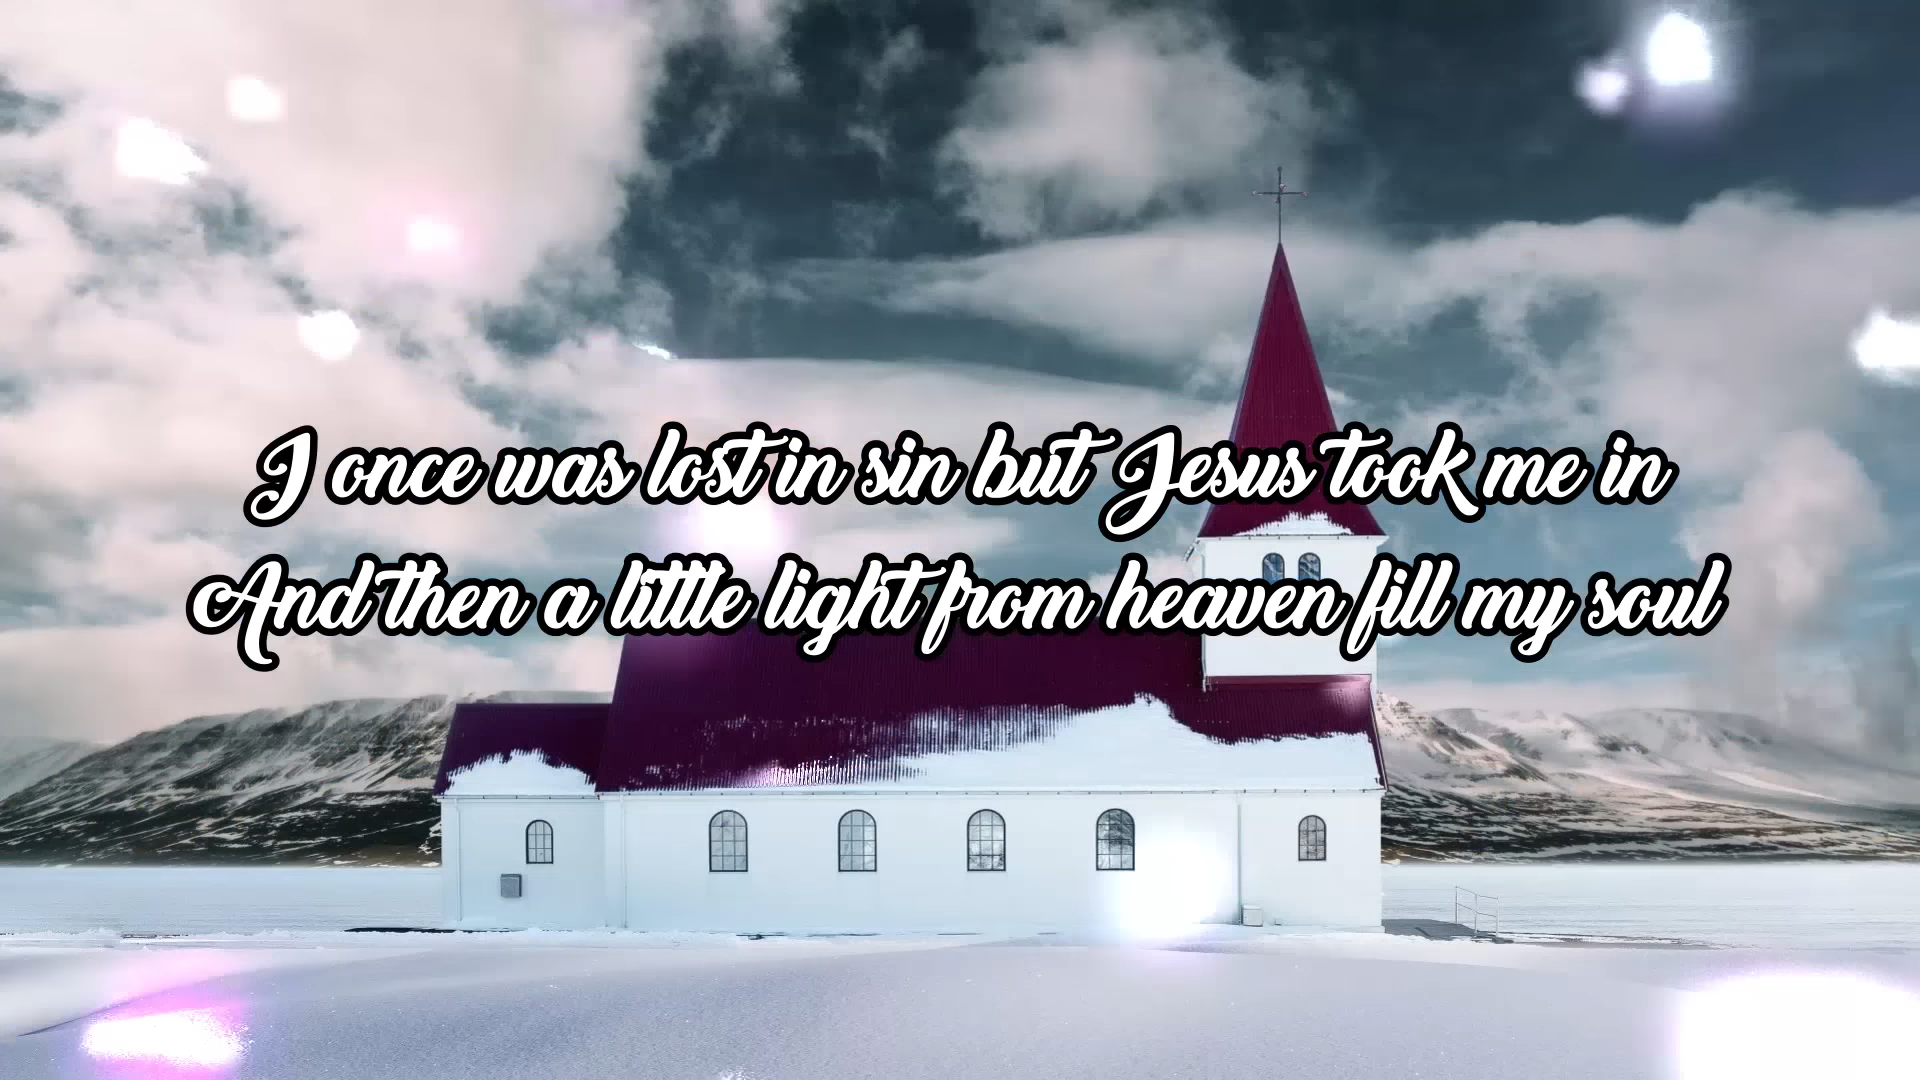 I once was lost in sin but Jesus took me in
And then a little light from heaven fill my soul